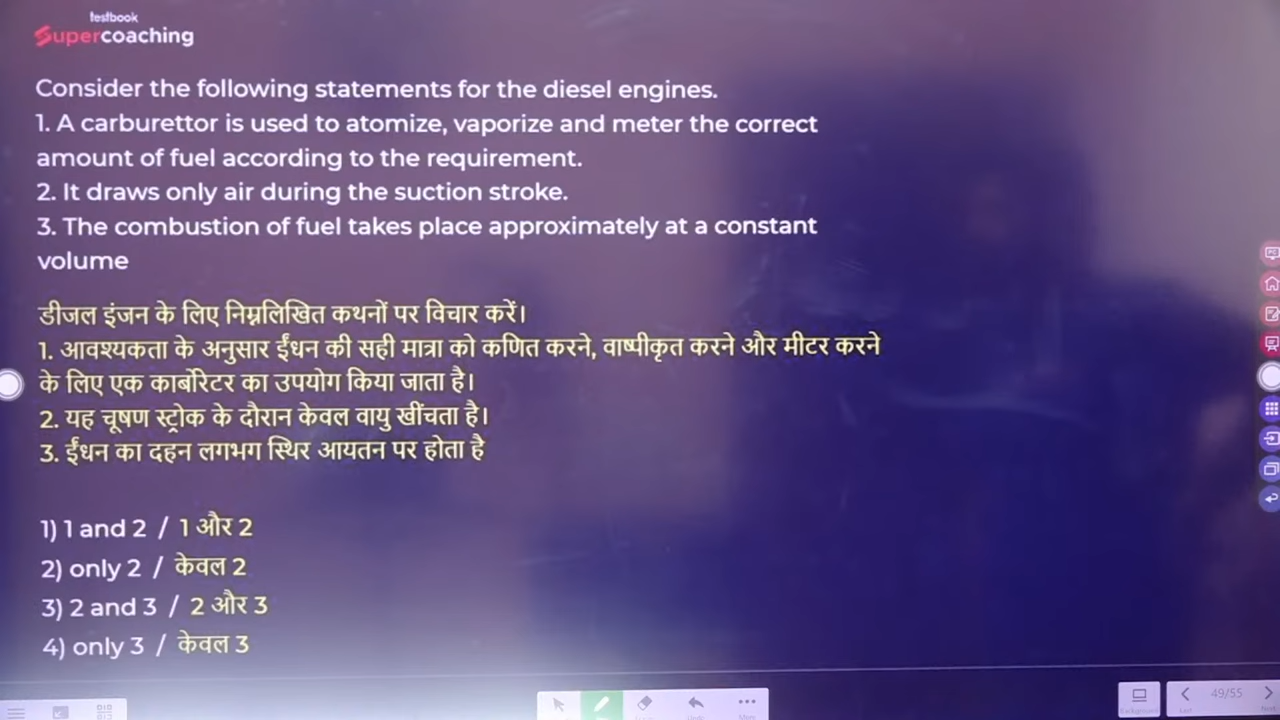 testbook
Supercoaching
Consider the following statements for the diesel engines.
1. A carburettor is used to atomize, vaporize and meter the correct
amount of fuel according to the requirement.
2. It draws only air during the suction stroke.
3. The combustion of fuel takes place approximately at a constant
volume
डीजल इंजन के लिए निम्नलिखित कथनों पर विचार करें।
1. आवश्यकता के अनुसार ईंधन की सही मात्रा को कणित करने, वाष्पीकृत करने और मीटर करने
के लिए एक कार्बोरेटर का उपयोग किया जाता है।
2. यह चूषण स्ट्रोक के दौरान केवल वायु खींचता है।
3. ईंधन का दहन लगभग स्थिर आयतन पर होता है
1) 1 and 2 / 1 और 2
2) only 2 / केवल 2
3) 2 and 3 / 2 और 3
4) only 3 / केवल 3
49/55